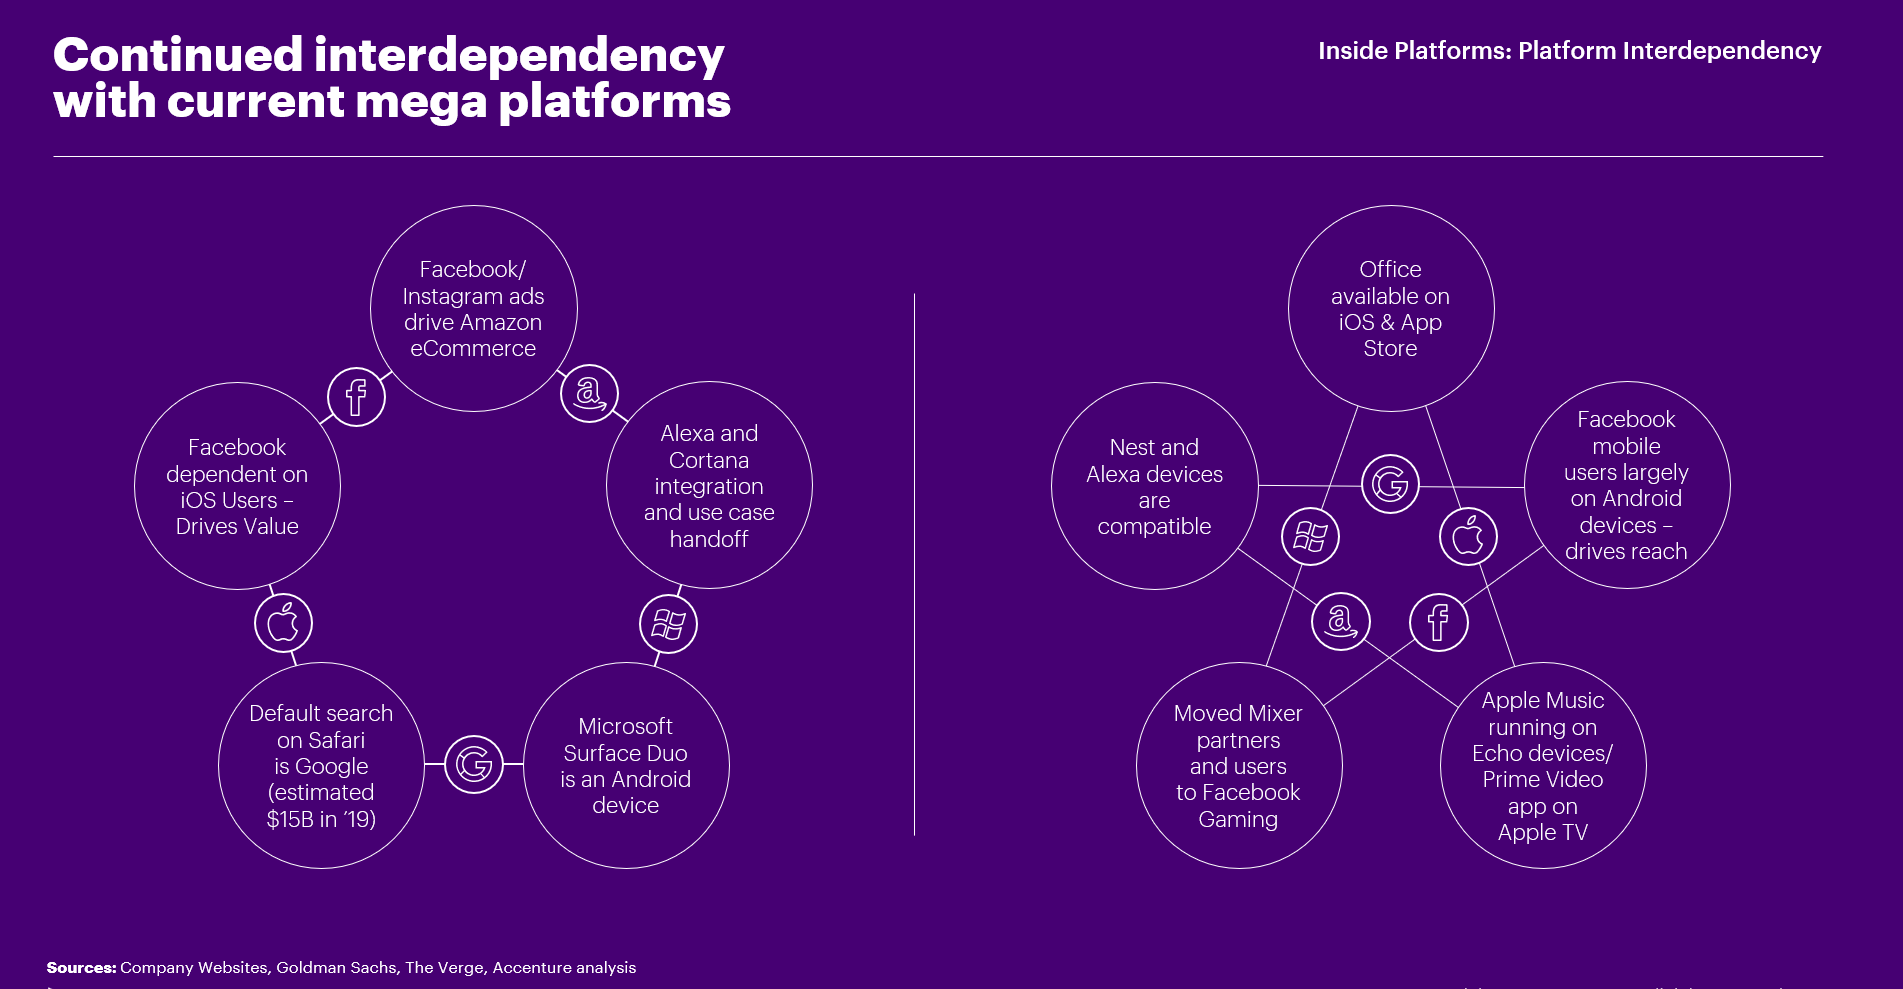 Continued interdependency
with current mega platforms
Inside Platforms: Platform Interdependency
Facebook/
Instagram ads
drive Amazon
eCommerce
Facebook
dependent on
iOS Users –
Drives Value
Alexa and
Cortana
integration
and use case
handoff
Default search
on Safari
is Google
(estimated
$15B in ’19)
Microsoft
Surface Duo
is an Android
device
Office
available on
iOS & App
Store
Nest and
Alexa devices
are
compatible
Facebook
mobile
users largely
on Android
devices –
drives reach
Moved Mixer
partners
and users
to Facebook
Gaming
Apple Music
running on
Echo devices/
Prime Video
app on
Apple TV
Sources: Company Websites, Goldman Sachs, The Verge, Accenture analysis